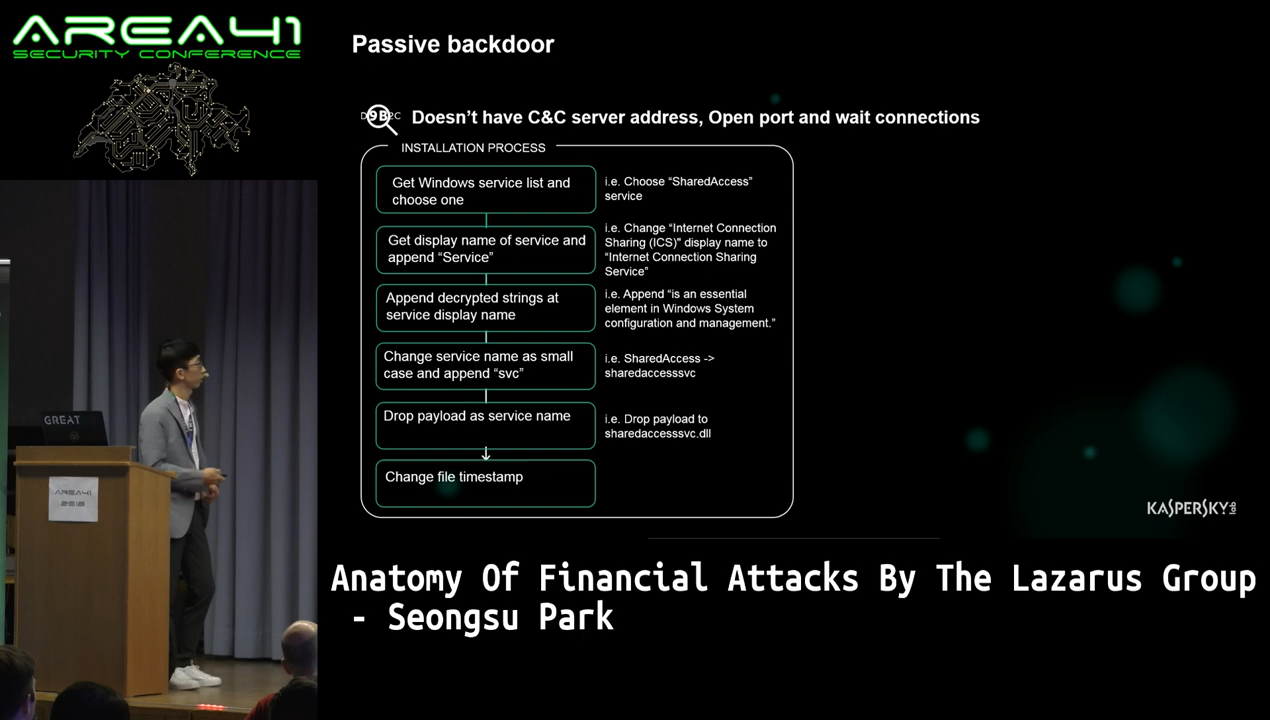 AREA41
SECURITY CONFERENCE
Passive backdoor
Doesn't have C&C server address, Open port and wait connections
INSTALLATION PROCESS
Get Windows service list and
choose one
i.e. Choose "SharedAccess"
service
Get display name of service and
append "Service"
i.e. Change "Internet Connection
Sharing (ICS)" display name to
"Internet Connection Sharing
Service"
Append decrypted strings at
service display name
i.e. Append "is an essential
element in Windows System
configuration and management."
Change service name as small
case and append "svc"
i.e. SharedAccess ->
sharedaccesssvc
Drop payload as service name
i.e. Drop payload to
sharedaccesssvc.dll
Change file timestamp
GREAT
AREA41
2018
KASPERSKY lab
Anatomy Of Financial Attacks By The Lazarus Group
- Seongsu Park